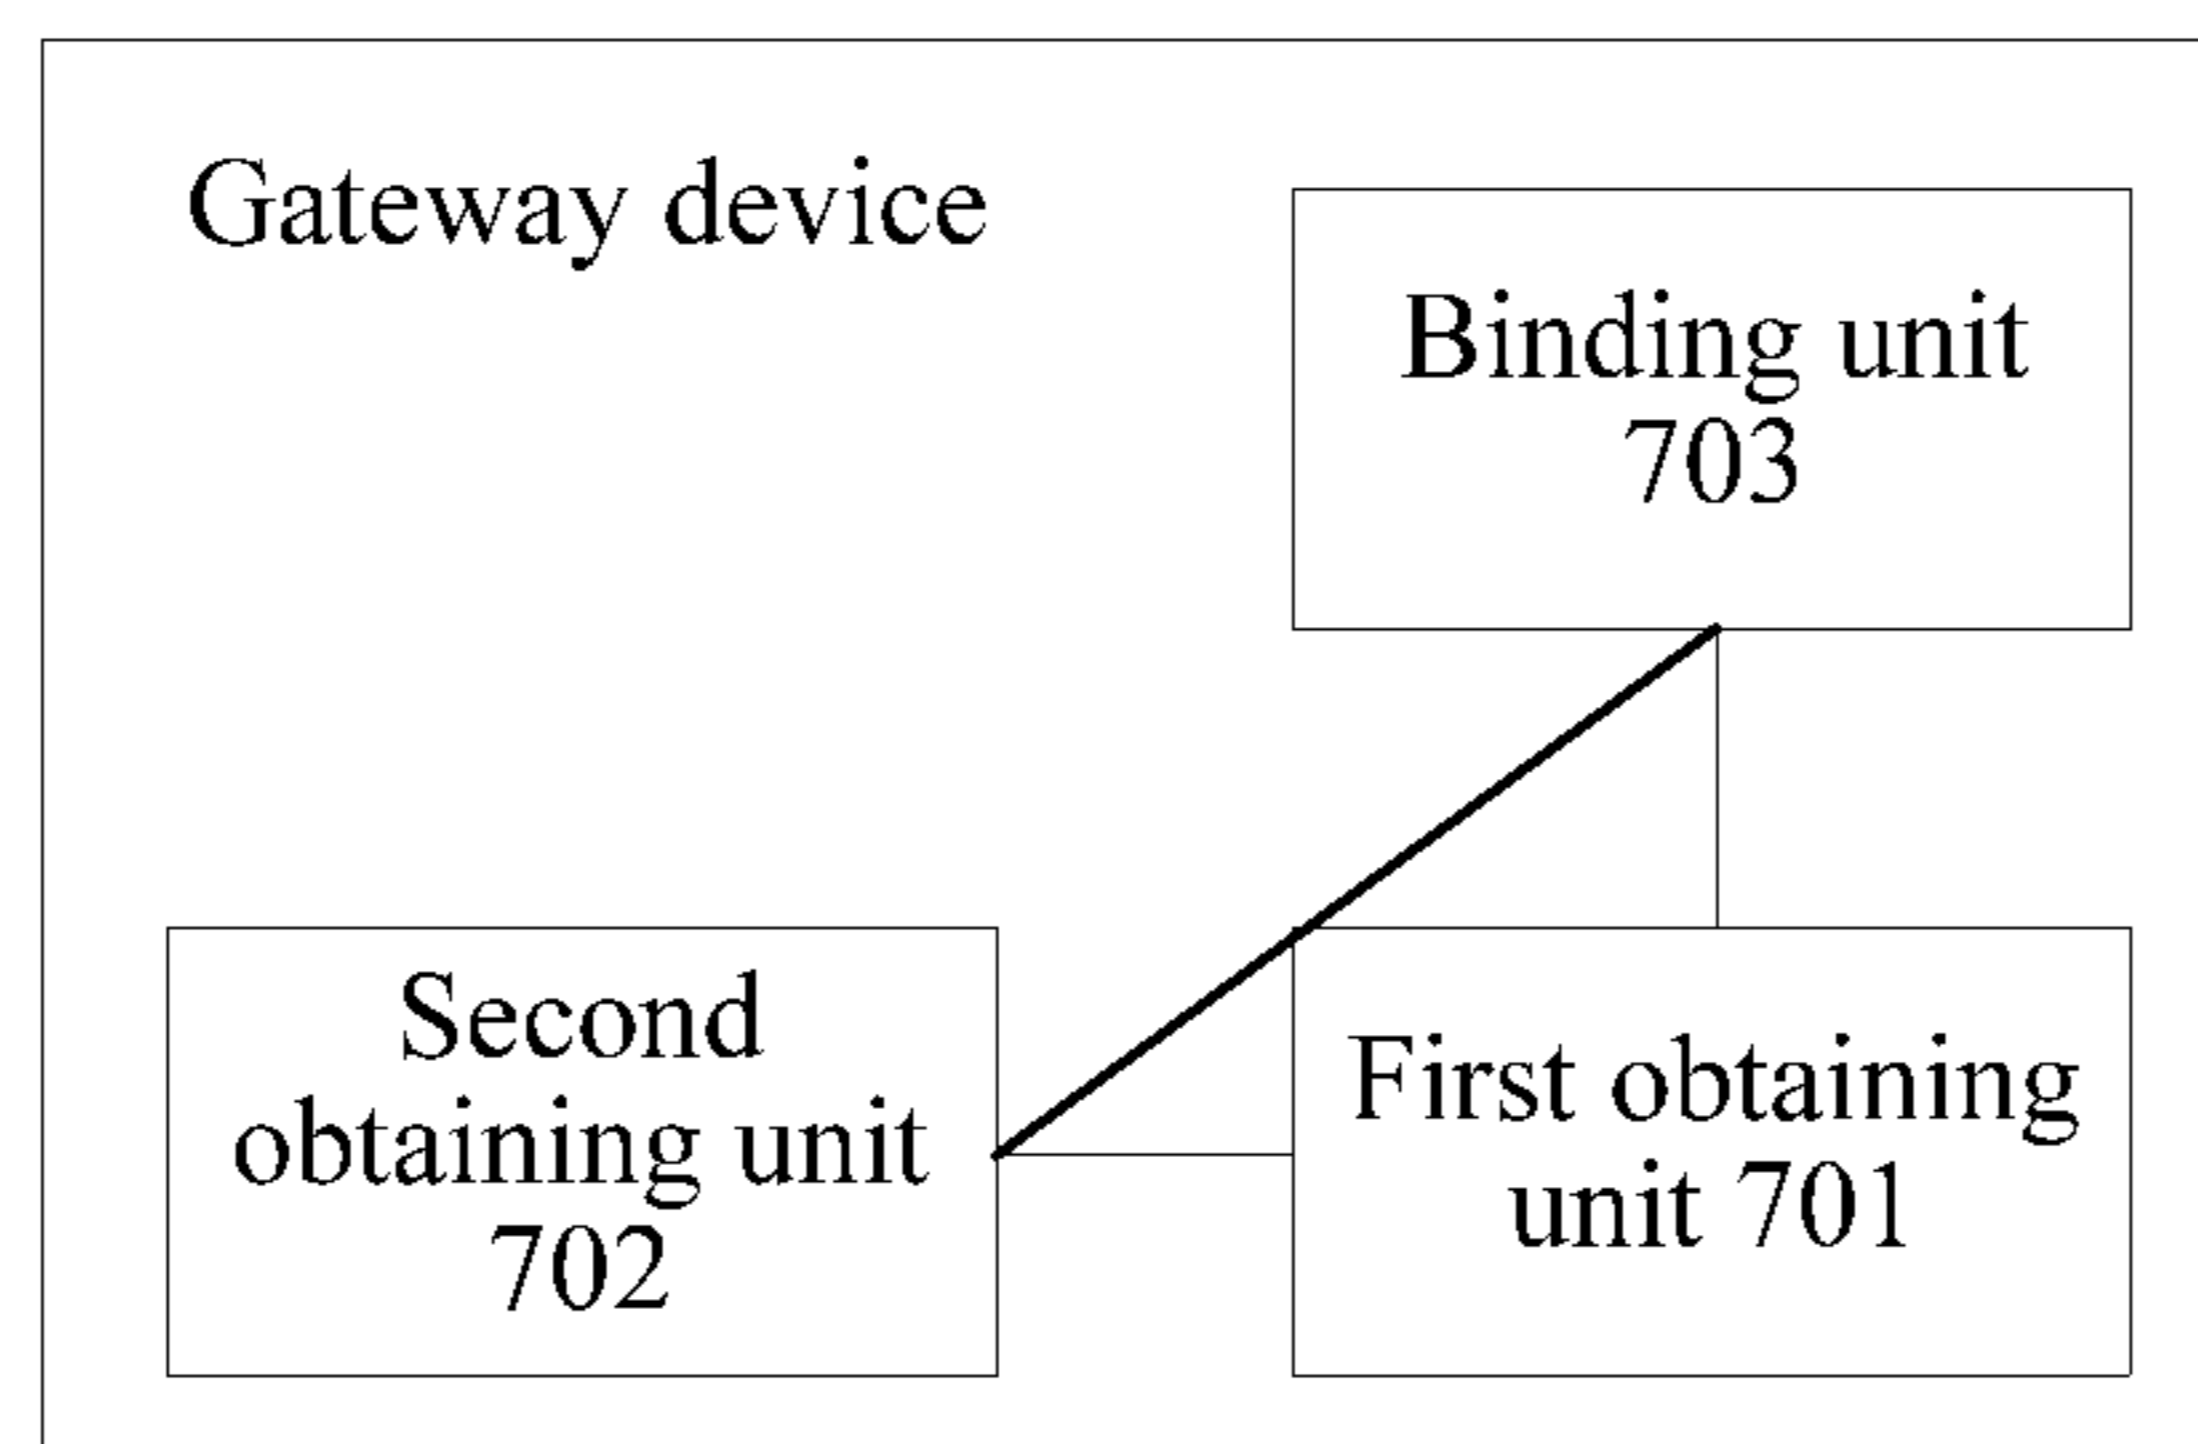 Gateway device
Binding unit
703
Second
obtaining unit
702
First obtaining
unit 701